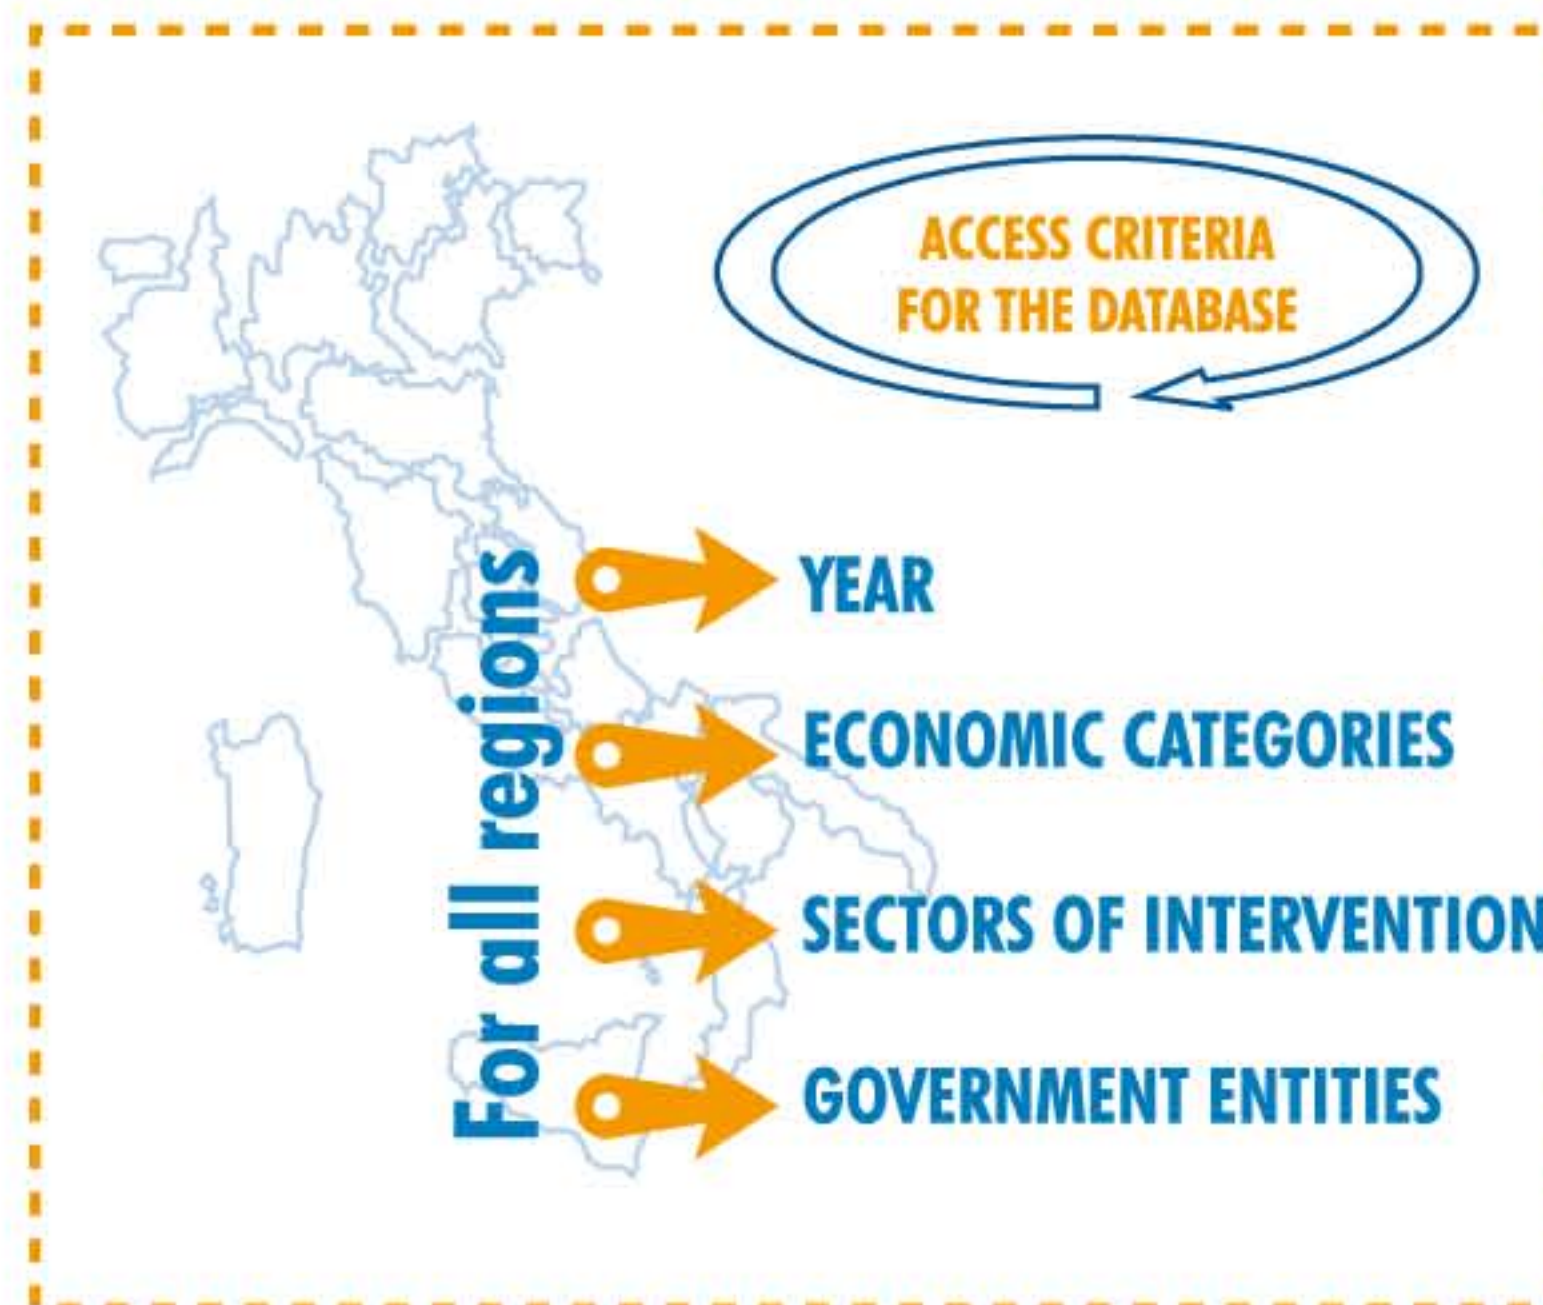 ACCESS CRITERIA
FOR THE DATABASE
For all regions
YEAR
ECONOMIC CATEGORIES
SECTORS OF INTERVENTION
GOVERNMENT ENTITIES